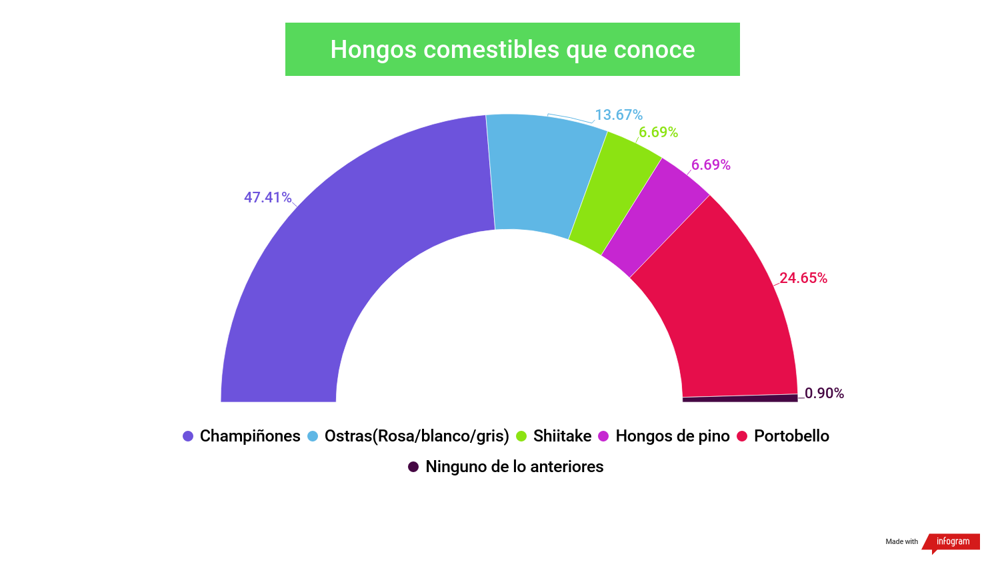 Hongos comestibles que conoce
13.67%
6.69%
6.69%
47.41%
24.65%
0.90%
Champiñones Ostras(Rosa/blanco/gris) Shiitake Hongos de pino Portobello
Ninguno de lo anteriores
Made with infogram